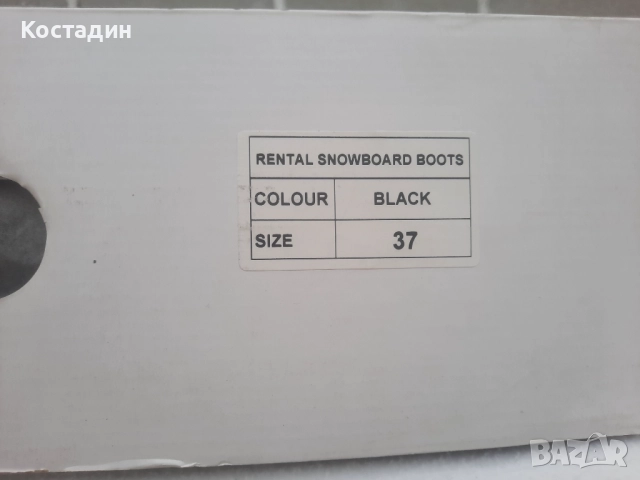 Костадин
RENTAL SNOWBOARD BOOTS
COLOUR BLACK
SIZE 37
BAZAR